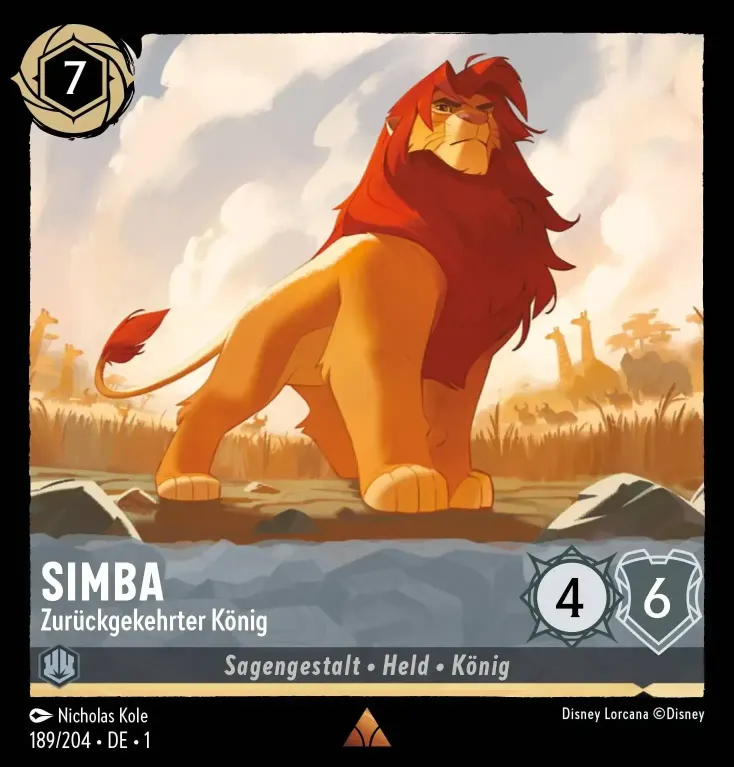 7
SIMBA
Zurückgekehrter König
4
6
Sagengestalt • Held • König
Nicholas Kole
Disney Lorcana ©Disney
189/204 • DE • 1